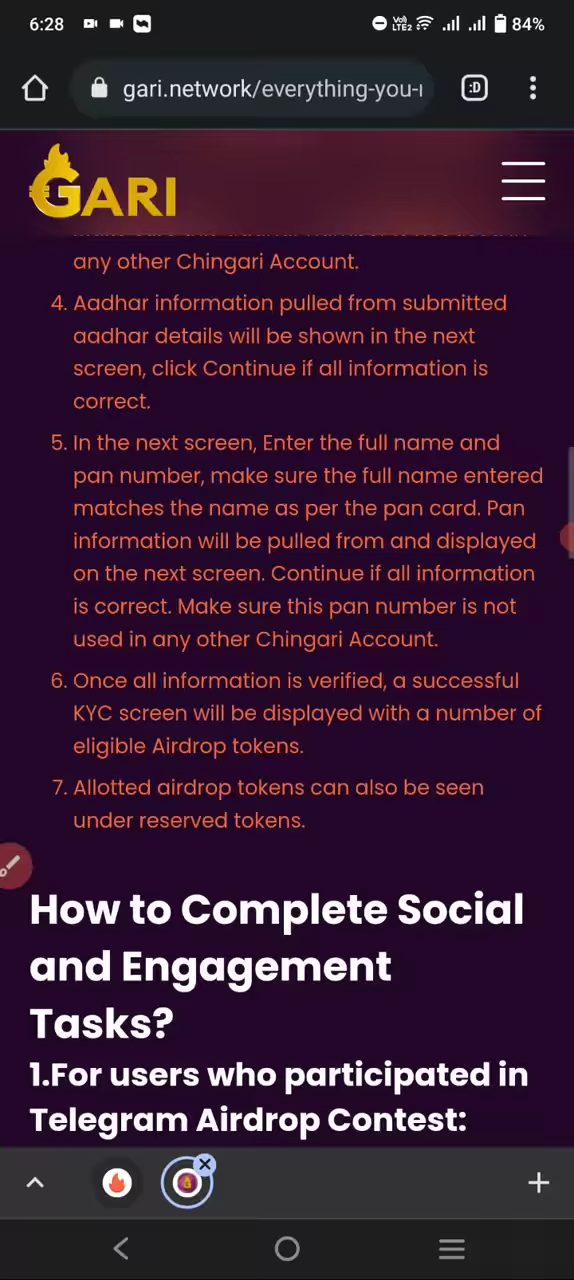 6:28
Vo)) LTE2
84%
gari.network/everything-you-
:D
GARI
any other Chingari Account.
4. Aadhar information pulled from submitted
aadhar details will be shown in the next
screen, click Continue if all information is
correct.
5. In the next screen, Enter the full name and
pan number, make sure the full name entered
matches the name as per the pan card. Pan
information will be pulled from and displayed
on the next screen. Continue if all information
is correct. Make sure this pan number is not
used in any other Chingari Account.
6. Once all information is verified, a successful
KYC screen will be displayed with a number of
eligible Airdrop tokens.
7. Allotted airdrop tokens can also be seen
under reserved tokens.
How to Complete Social
and Engagement
Tasks?
1.For users who participated in
Telegram Airdrop Contest: